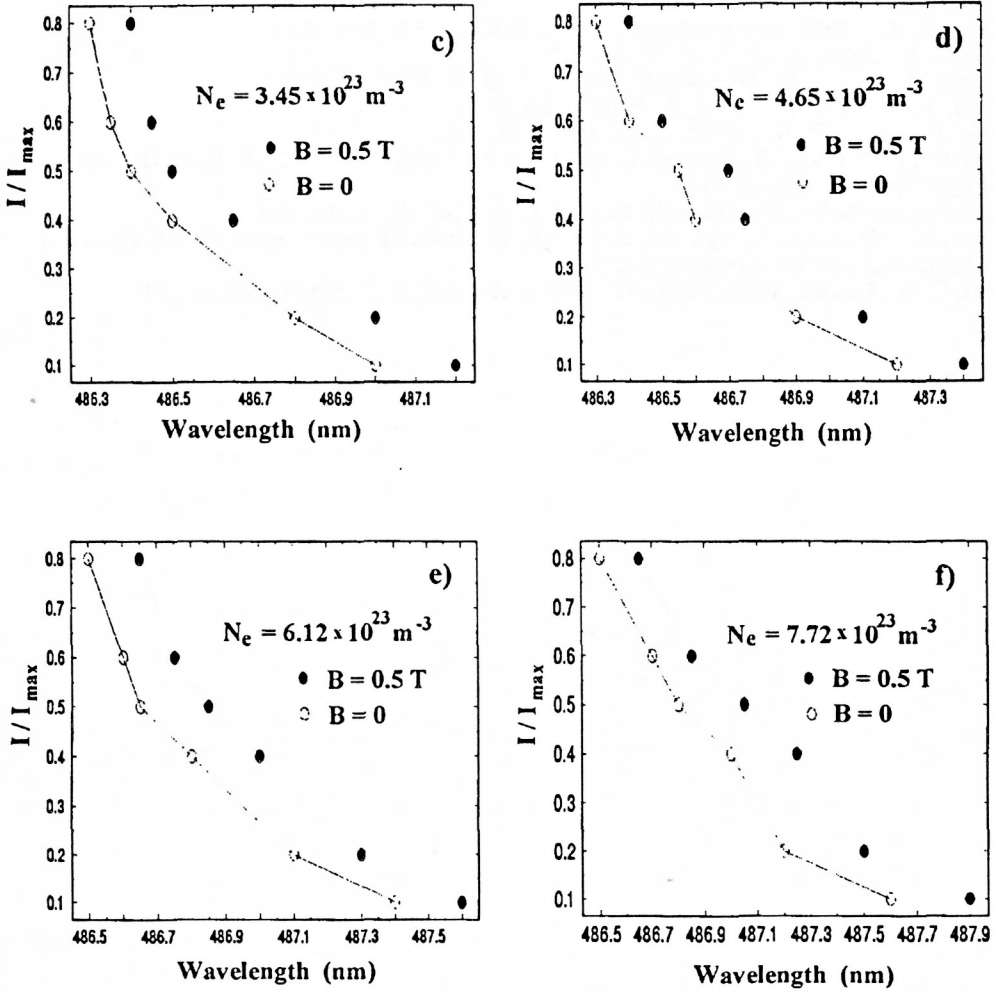 c)
N_e = 3.45 x 10^23 m^-3
B = 0.5 T
B = 0
I / I_max
0.8
0.7
0.6
0.5
0.4
0.3
0.2
0.1
486.3 486.5 486.7 486.9 487.1
Wavelength (nm)
d)
N_e = 4.65 x 10^23 m^-3
B = 0.5 T
B = 0
I / I_max
0.8
0.7
0.6
0.5
0.4
0.3
0.2
0.1
486.3 486.5 486.7 486.9 487.1 487.3
Wavelength (nm)
e)
N_e = 6.12 x 10^23 m^-3
B = 0.5 T
B = 0
I / I_max
0.8
0.7
0.6
0.5
0.4
0.3
0.2
0.1
486.5 486.7 486.9 487.1 487.3 487.5
Wavelength (nm)
f)
N_e = 7.72 x 10^23 m^-3
B = 0.5 T
B = 0
I / I_max
0.8
0.7
0.6
0.5
0.4
0.3
0.2
0.1
486.5 486.7 486.9 487.1 487.3 487.5 487.7 487.9
Wavelength (nm)